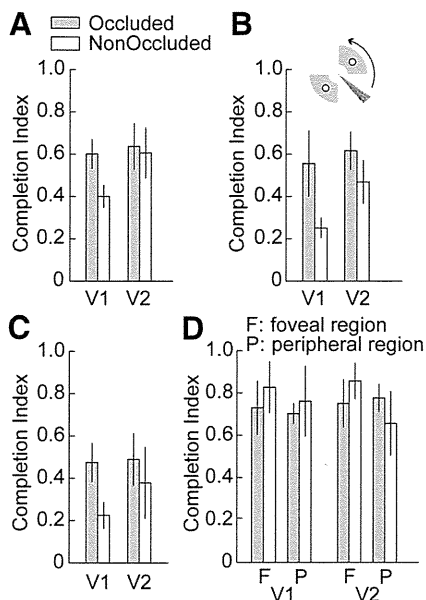 A
Occluded
NonOccluded
Completion Index
1.0
0.8
0.6
0.4
0.2
0
V1 V2
B
Completion Index
1.0
0.8
0.6
0.4
0.2
0
V1 V2
C
Completion Index
1.0
0.8
0.6
0.4
0.2
0
V1 V2
D
F: foveal region
P: peripheral region
Completion Index
1.0
0.8
0.6
0.4
0.2
0
F P F P
V1 V2